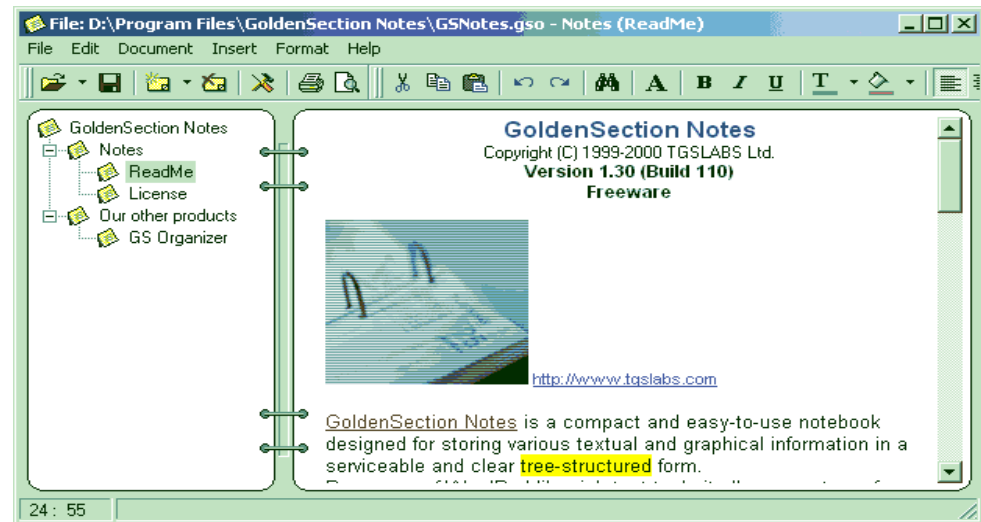 File: D:\Program Files\GoldenSection Notes\GSNotes.gso - Notes (ReadMe)
File Edit Document Insert Format Help
A B I U T
GoldenSection Notes
Notes
ReadMe
License
Our other products
GS Organizer
GoldenSection Notes
Copyright (C) 1999-2000 TGSLABS Ltd.
Version 1.30 (Build 110)
Freeware
http://www.tgslabs.com
GoldenSection Notes is a compact and easy-to-use notebook
designed for storing various textual and graphical information in a
serviceable and clear tree-structured form.
24: 55